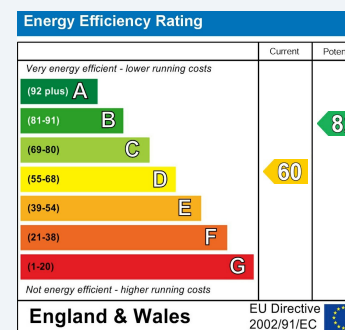 Energy Efficiency Rating
Current
Very energy efficient - lower running costs
(92 plus) A
(81-91) B
(69-80) C
(55-68) D
60
(39-54) E
(21-38) F
(1-20) G
Not energy efficient - higher running costs
England & Wales
EU Directive
2002/91/EC